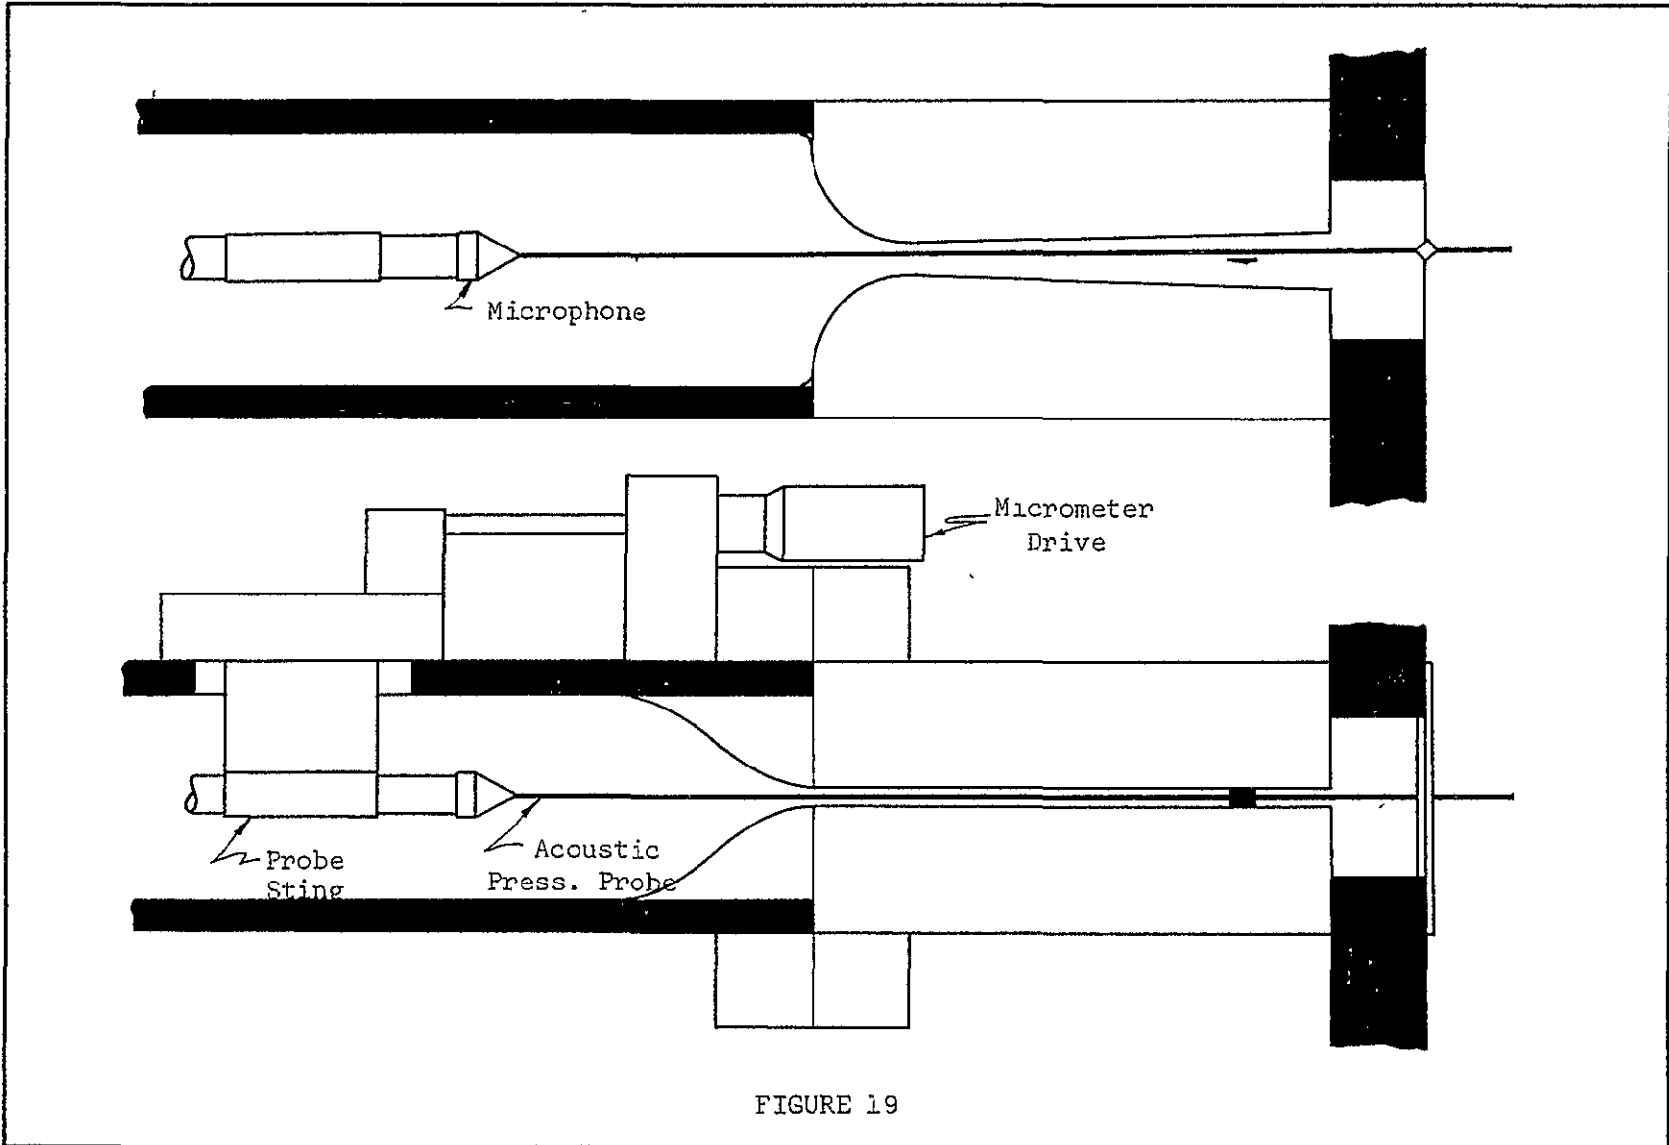 Microphone
Micrometer
Drive
Probe
Sting
Acoustic
Press. Probe
FIGURE 19